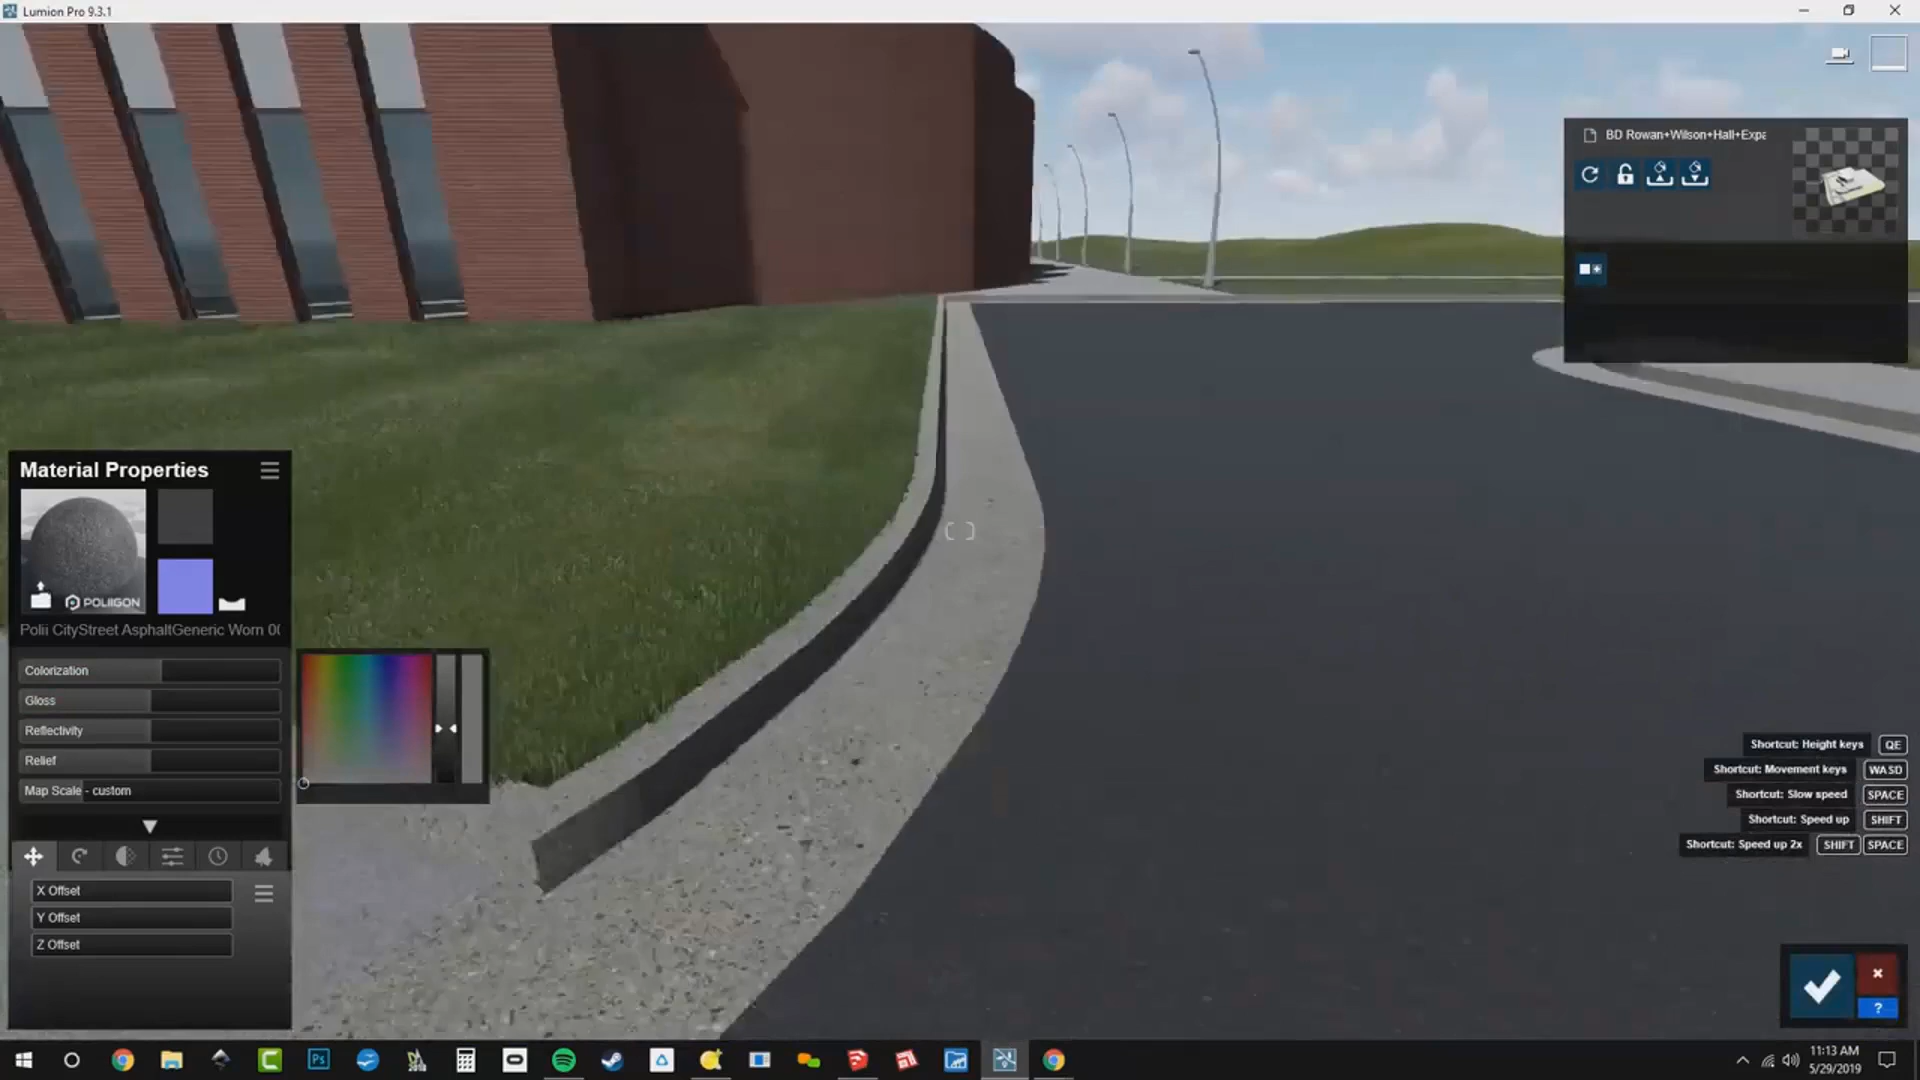 Lumion Pro 9.3.1
BD Rowan+Wilson+Hall+Expa
Material Properties
POLIIGON
Polii CityStreet AsphaltGeneric Worn 0(
Colorization
Gloss
Reflectivity
Relief
Map Scale - custom
X Offset
Y Offset
Z Offset
Shortcut: Height keys QE
Shortcut: Movement keys WASD
Shortcut: Slow speed SPACE
Shortcut: Speed up SHIFT
Shortcut: Speed up 2x SHIFT SPACE
?
Ps
11:13 AM
5/29/2019